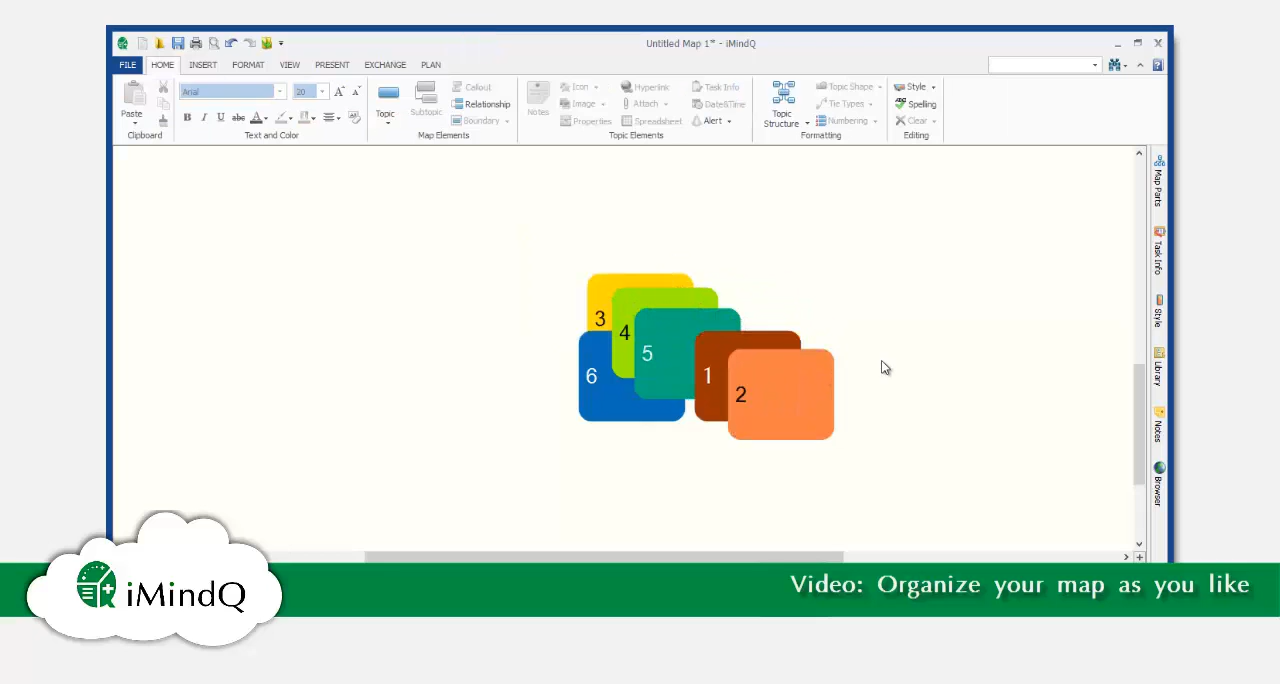 Untitled Map 1* - iMindQ
FILE HOME INSERT FORMAT VIEW PRESENT EXCHANGE PLAN
Paste
Clipboard
Arial 20
B I U abc A
Text and Color
Topic
Subtopic
Callout
Relationship
Boundary
Map Elements
Notes
Icon
Image
Properties
Hyperlink
Attach
Spreadsheet
Task Info
Date&Time
Alert
Topic Elements
Topic
Structure
Topic Shape
Tie Types
Numbering
Formatting
Style
Spelling
Clear
Editing
3
4
5
6
1
2
Map Parts
Task Info
Style
Library
Notes
Browser
iMindQ
Video: Organize your map as you like